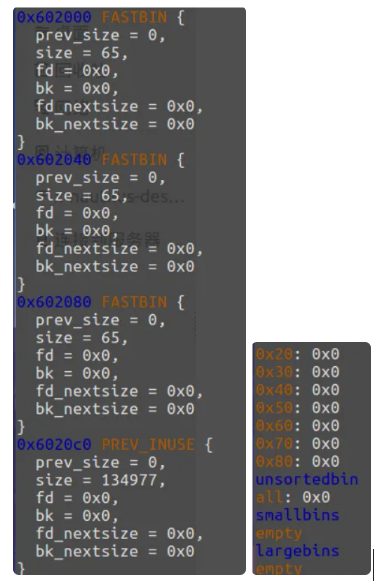 0x602000 FASTBIN {
prev_size = 0,
size = 65,
fd = 0x0,
bk = 0x0,
fd_nextsize = 0x0,
bk_nextsize = 0x0
}
0x602040 FASTBIN {
prev_size = 0,
size = 65,
fd = 0x0,
bk = 0x0,
fd_nextsize = 0x0,
bk_nextsize = 0x0
}
0x602080 FASTBIN {
prev_size = 0,
size = 65,
fd = 0x0,
bk = 0x0,
fd_nextsize = 0x0,
bk_nextsize = 0x0
}
0x6020c0 PREV_INUSE {
prev_size = 0,
size = 134977,
fd = 0x0,
bk = 0x0,
fd_nextsize = 0x0,
bk_nextsize = 0x0
}
0x20: 0x0
0x30: 0x0
0x40: 0x0
0x50: 0x0
0x60: 0x0
0x70: 0x0
0x80: 0x0
unsortedbin
all: 0x0
smallbins
empty
largebins
empty